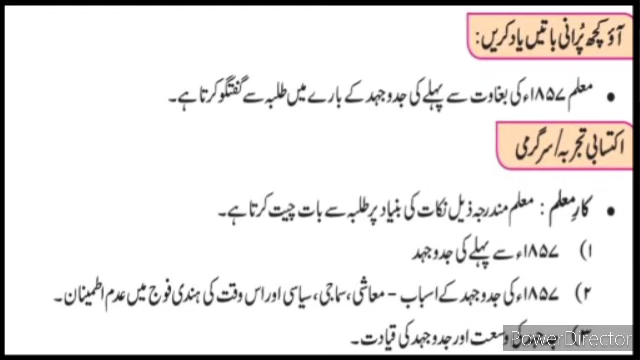 آؤ کچھ پُرانی باتیں یاد کریں:
• معلم ۱۸۵۷ء کی بغاوت سے پہلے کی جدوجہد کے بارے میں طلبہ سے گفتگو کرتا ہے۔
اکتسابی تجربہ/سرگرمی
• کارِ معلم : معلم مندرجہ ذیل نکات کی بنیاد پر طلبہ سے بات چیت کرتا ہے۔
۱) ۱۸۵۷ء سے پہلے کی جدوجہد
۲) ۱۸۵۷ء کی جدوجہد کے اسباب - معاشی، سماجی، سیاسی اور اس وقت کی ہندی فوج میں عدم اطمینان۔
وسعت اور جدوجہد کی قیادت۔
PowerDirector